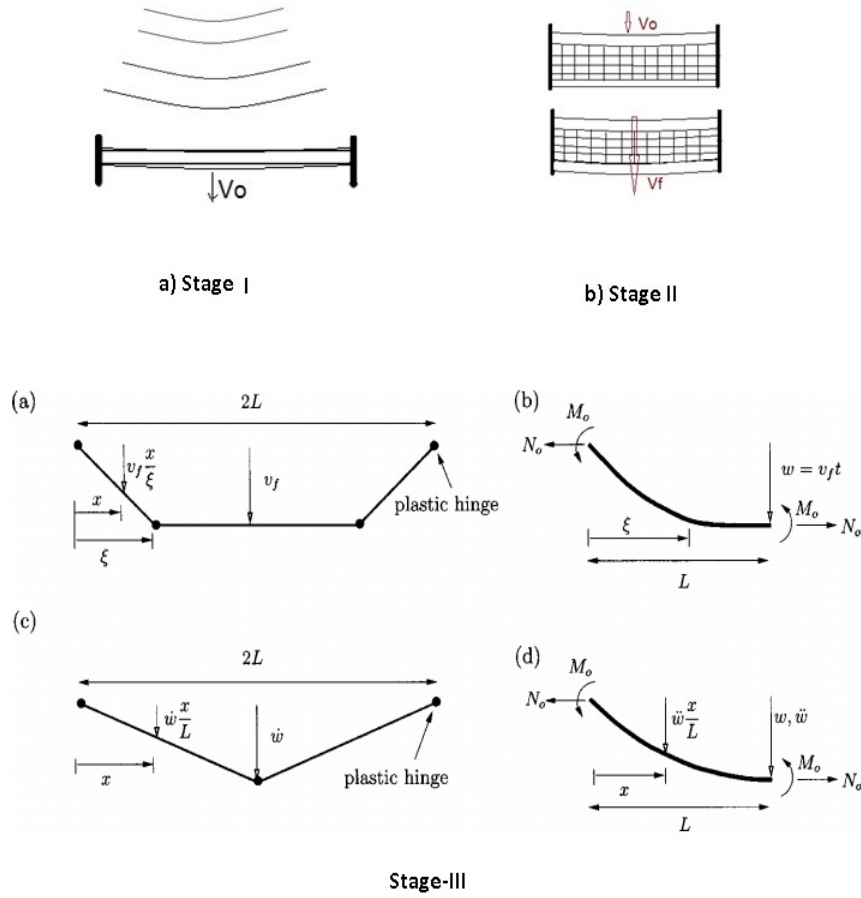 Vo
Vo
Vf
a) Stage I
b) Stage II
(a)
2L
v_f x/ξ
v_f
x
ξ
plastic hinge
(b)
M_o
N_o
w = v_f t
M_o
N_o
ξ
L
(c)
2L
ẇ x/L
ẇ
x
plastic hinge
(d)
M_o
N_o
ẅ x/L
w, ẅ
M_o
N_o
x
L
Stage-III